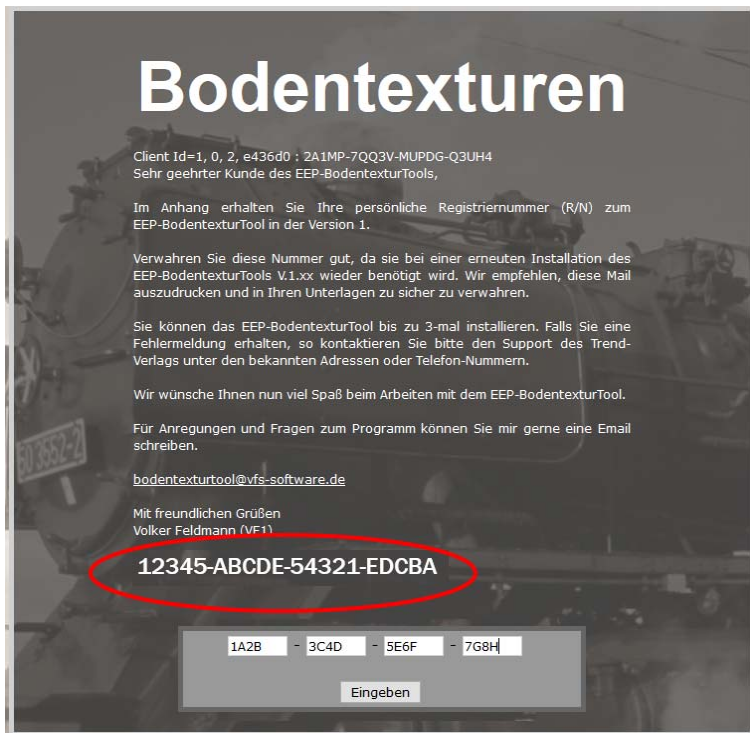 Bodentexturen
Client Id=1, 0, 2, e436d0 : 2A1MP-7QQ3V-MUPDG-Q3UH4
Sehr geehrter Kunde des EEP-BodentexturTools,
Im Anhang erhalten Sie Ihre persönliche Registriernummer (R/N) zum
EEP-BodentexturTool in der Version 1.
Verwahren Sie diese Nummer gut, da sie bei einer erneuten Installation des
EEP-BodentexturTools V.1.xx wieder benötigt wird. Wir empfehlen, diese Mail
auszudrucken und in Ihren Unterlagen zu sicher zu verwahren.
Sie können das EEP-BodentexturTool bis zu 3-mal installieren. Falls Sie eine
Fehlermeldung erhalten, so kontaktieren Sie bitte den Support des Trend-
Verlags unter den bekannten Adressen oder Telefon-Nummern.
Wir wünsche Ihnen nun viel Spaß beim Arbeiten mit dem EEP-BodentexturTool.
Für Anregungen und Fragen zum Programm können Sie mir gerne eine Email
schreiben.
bodentexturtool@vfs-software.de
Mit freundlichen Grüßen
Volker Feldmann (VF1)
12345-ABCDE-54321-EDCBA
1A2B - 3C4D - 5E6F - 7G8H
Eingeben